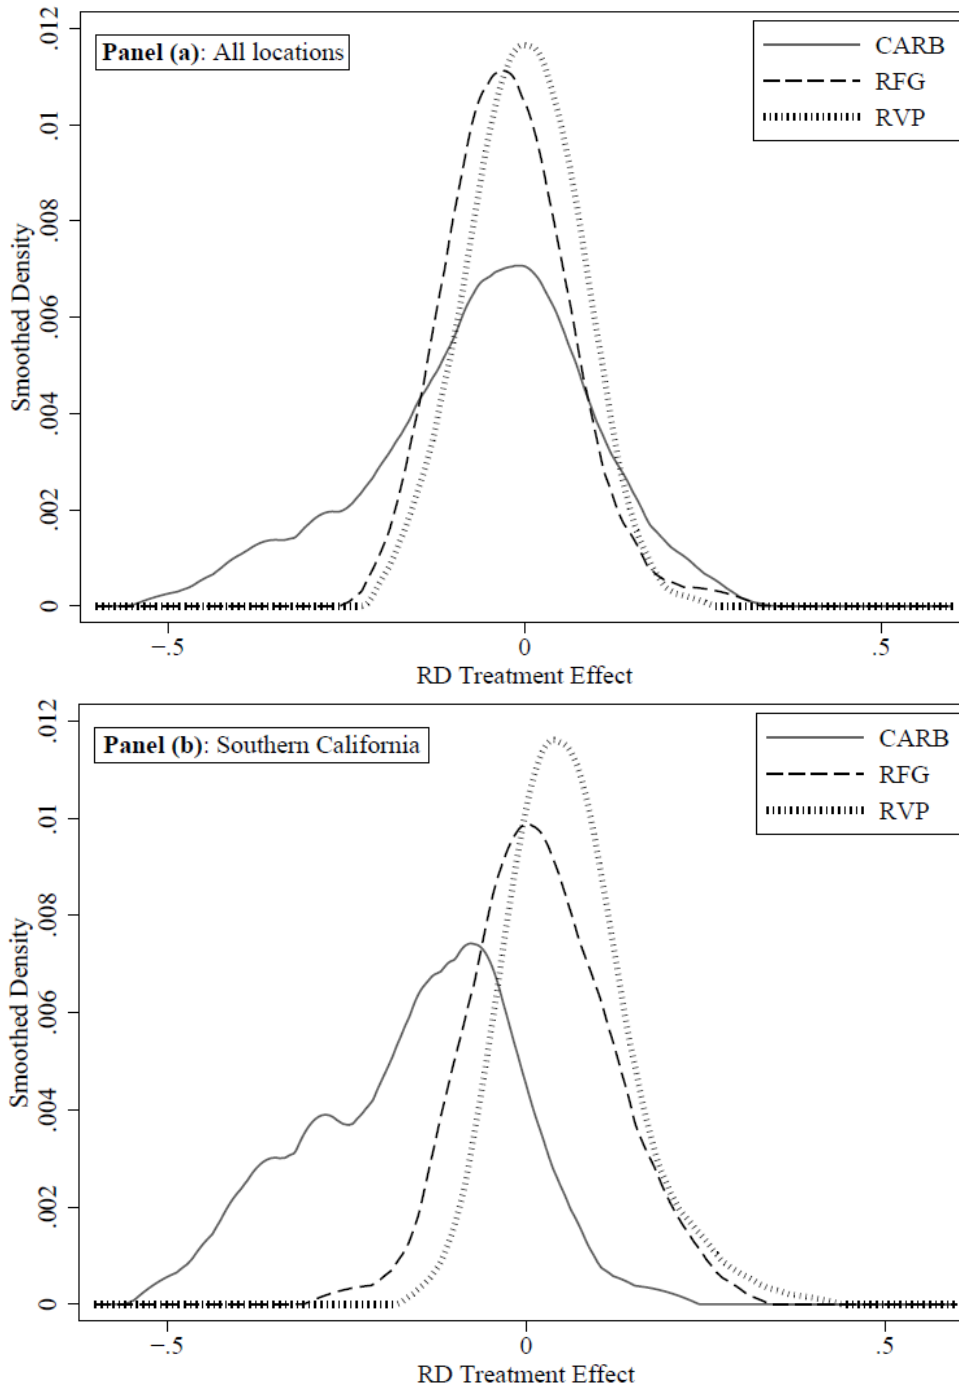 Panel (a): All locations
CARB
RFG
RVP
Smoothed Density
.012
.01
.008
.006
.004
.002
0
−.5
0
.5
RD Treatment Effect
Panel (b): Southern California
CARB
RFG
RVP
Smoothed Density
.012
.01
.008
.006
.004
.002
0
−.5
0
.5
RD Treatment Effect